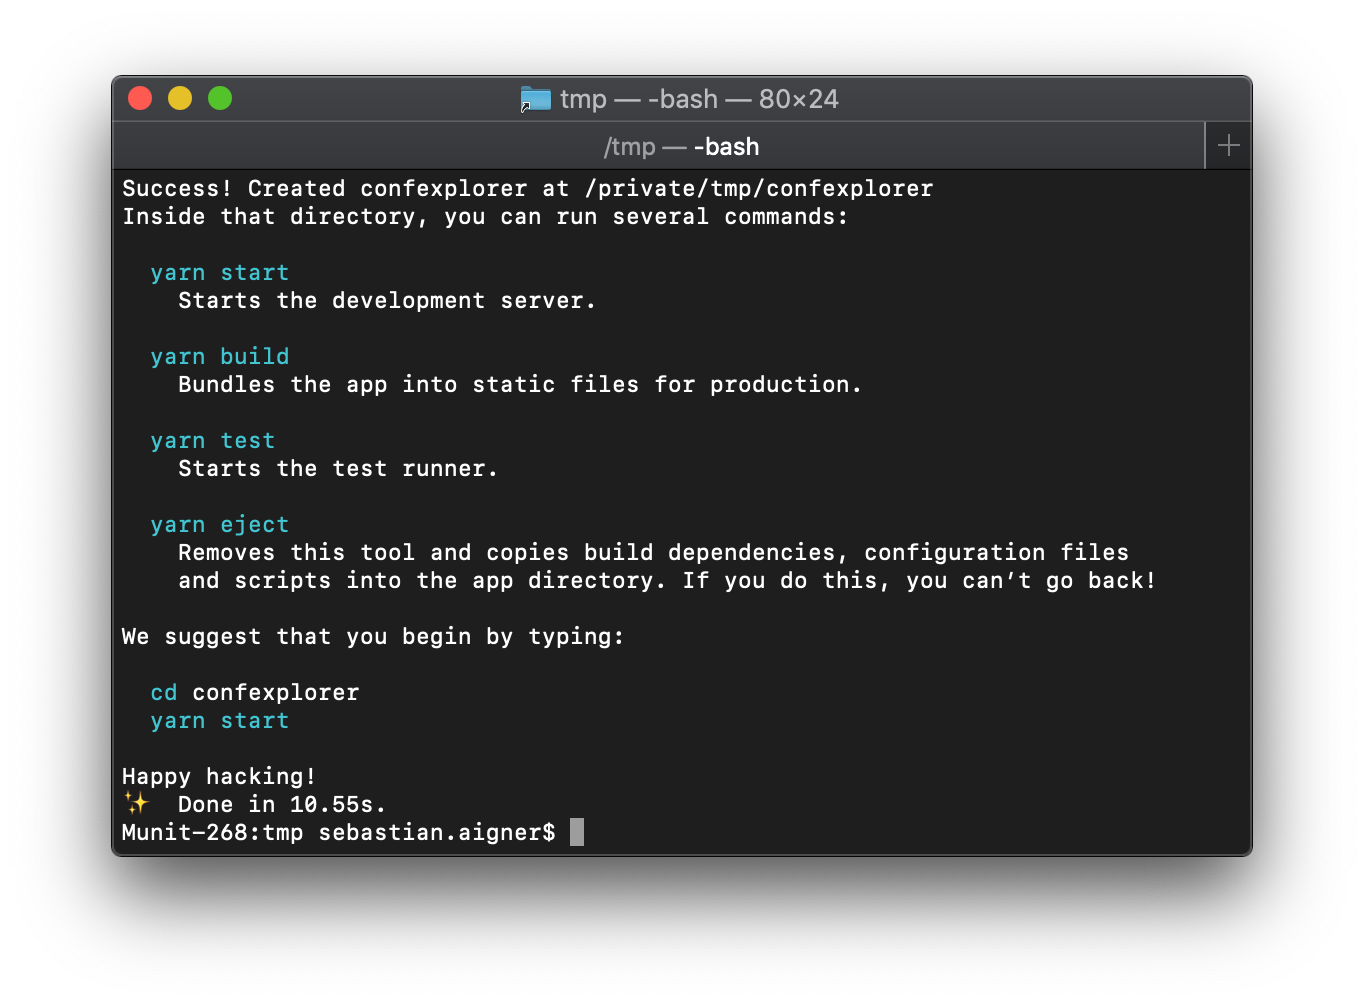 tmp — -bash — 80×24
/tmp — -bash
Success! Created confexplorer at /private/tmp/confexplorer
Inside that directory, you can run several commands:
yarn start
Starts the development server.
yarn build
Bundles the app into static files for production.
yarn test
Starts the test runner.
yarn eject
Removes this tool and copies build dependencies, configuration files
and scripts into the app directory. If you do this, you can’t go back!
We suggest that you begin by typing:
cd confexplorer
yarn start
Happy hacking!
✨ Done in 10.55s.
Munit-268:tmp sebastian.aigner$